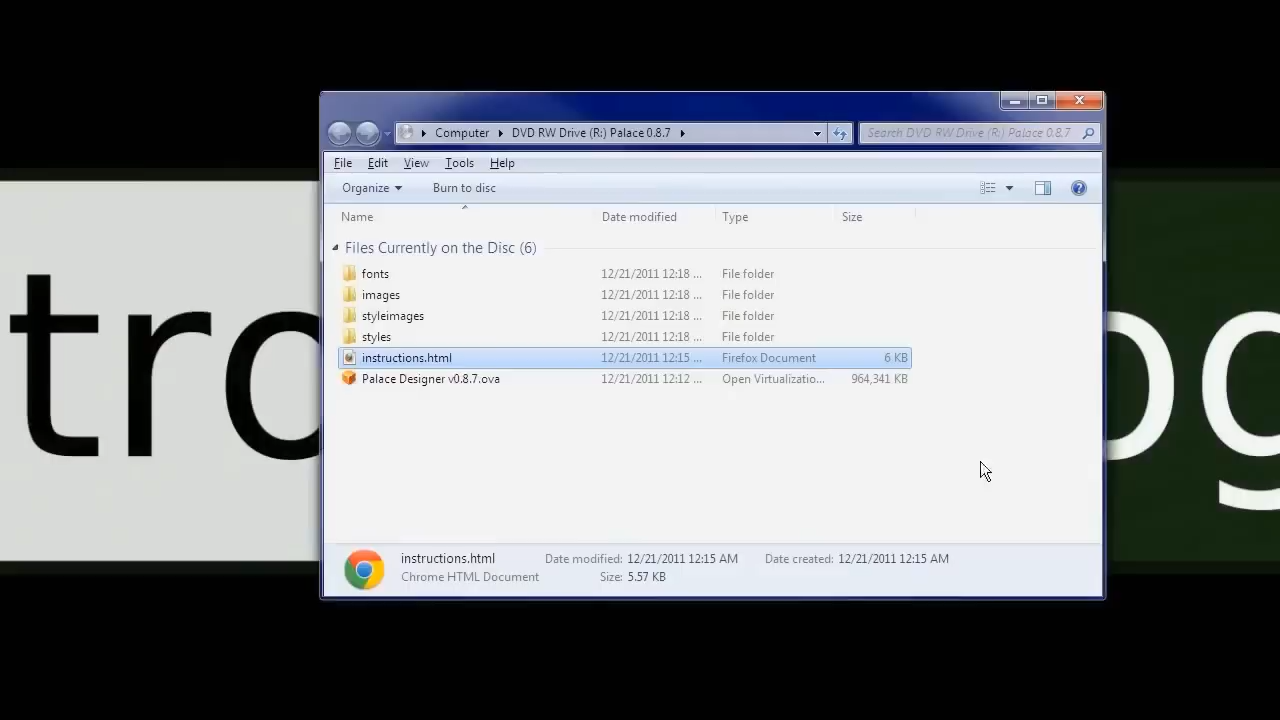 Computer DVD RW Drive (R:) Palace 0.8.7 Search DVD RW Drive (R:) Palace 0.8.7
File Edit View Tools Help
Organize Burn to disc
Name Date modified Type Size
Files Currently on the Disc (6)
fonts 12/21/2011 12:18 ... File folder
images 12/21/2011 12:18 ... File folder
styleimages 12/21/2011 12:18 ... File folder
styles 12/21/2011 12:18 ... File folder
instructions.html 12/21/2011 12:15 ... Firefox Document 6 KB
Palace Designer v0.8.7.ova 12/21/2011 12:12 ... Open Virtualizatio... 964,341 KB
tro og
instructions.html Date modified: 12/21/2011 12:15 AM Date created: 12/21/2011 12:15 AM
Chrome HTML Document Size: 5.57 KB